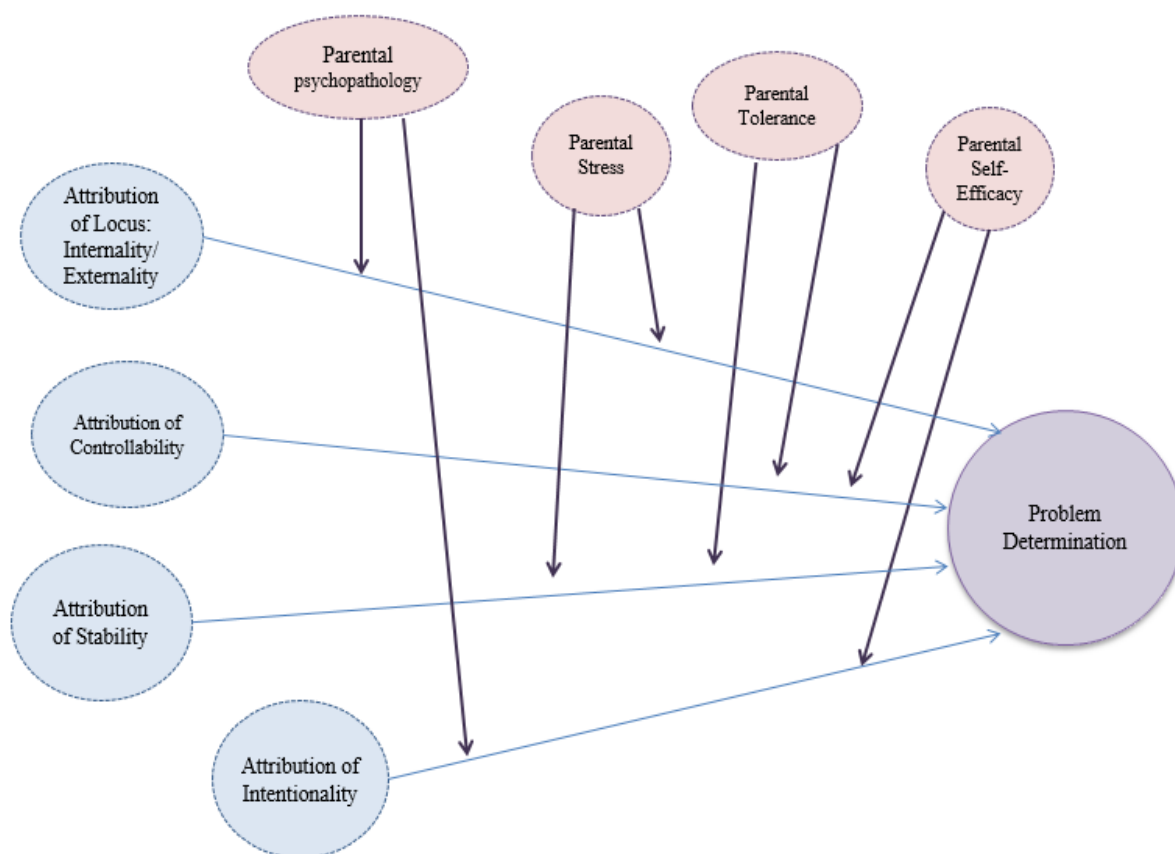 Parental
psychopathology
Parental
Stress
Parental
Tolerance
Parental
Self-
Efficacy
Attribution
of Locus:
Internality/
Externality
Attribution of
Controllability
Attribution
of Stability
Attribution of
Intentionality
Problem
Determination